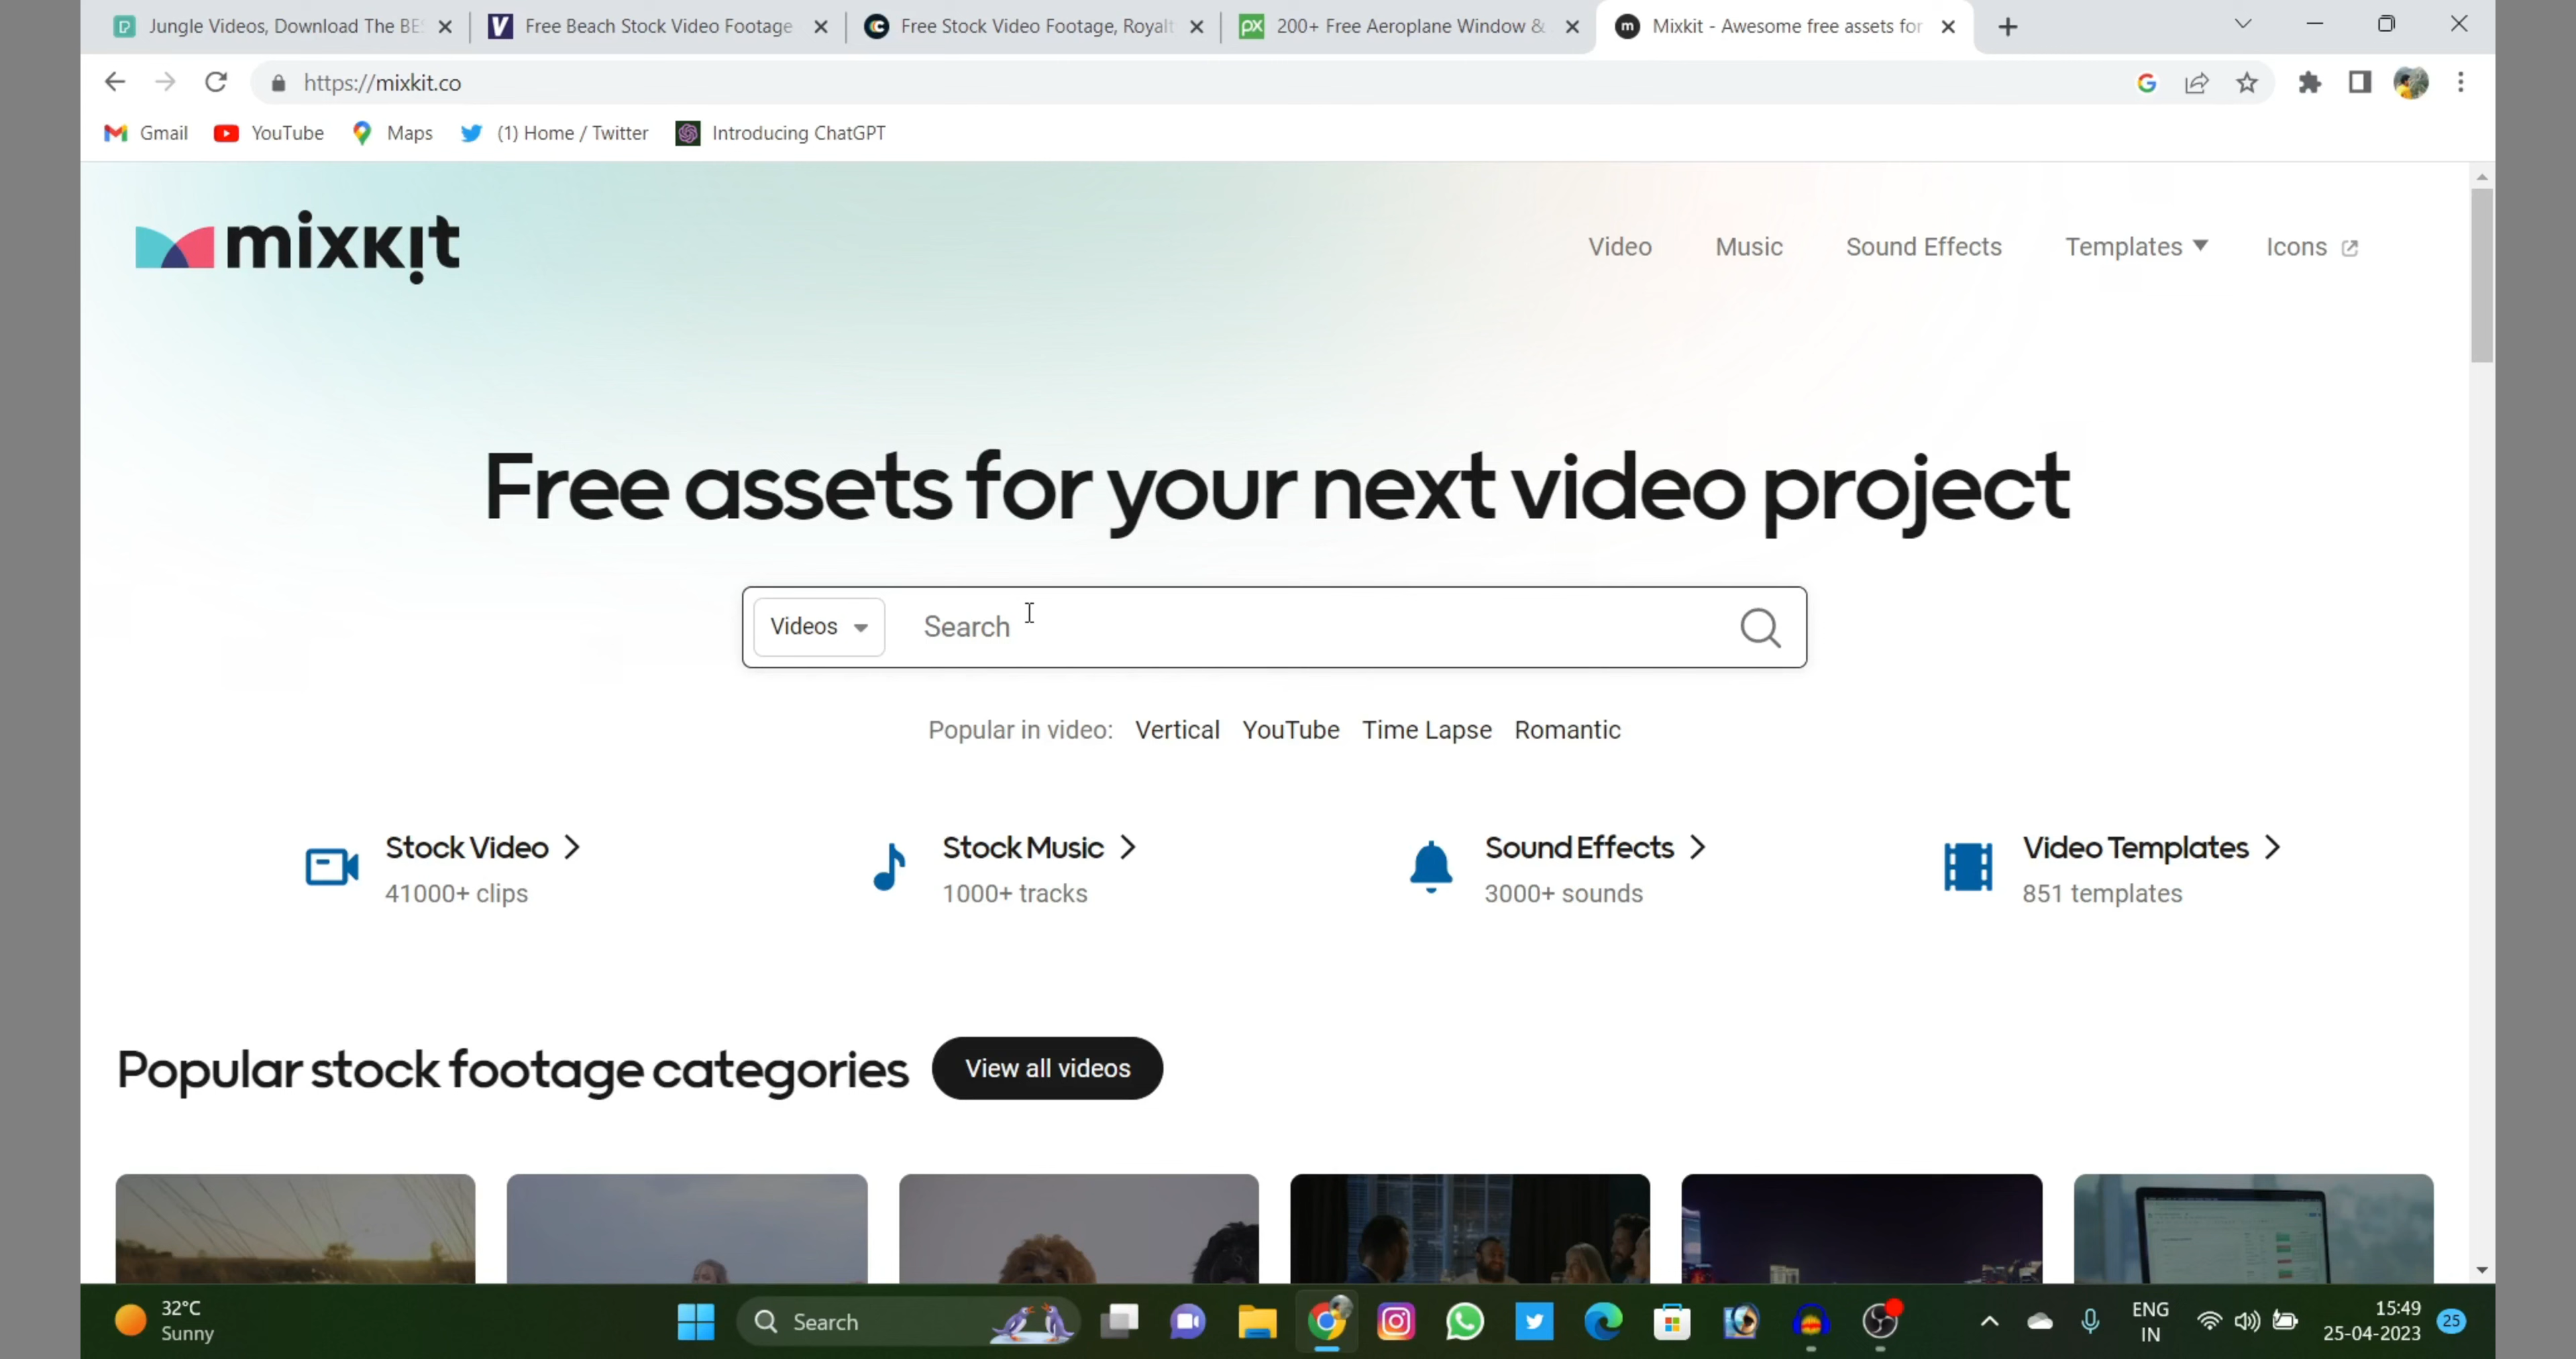 Jungle Videos, Download The BES
Free Beach Stock Video Footage
Free Stock Video Footage, Royalt
px 200+ Free Aeroplane Window &
m Mixkit - Awesome free assets for
https://mixkit.co
Gmail YouTube Maps (1) Home / Twitter Introducing ChatGPT
mixkit
Video Music Sound Effects Templates Icons
Free assets for your next video project
Videos Search
Popular in video: Vertical YouTube Time Lapse Romantic
Stock Video
41000+ clips
Stock Music
1000+ tracks
Sound Effects
3000+ sounds
Video Templates
851 templates
Popular stock footage categories View all videos
32°C
Sunny
Search
ENG
IN
15:49
25-04-2023
25